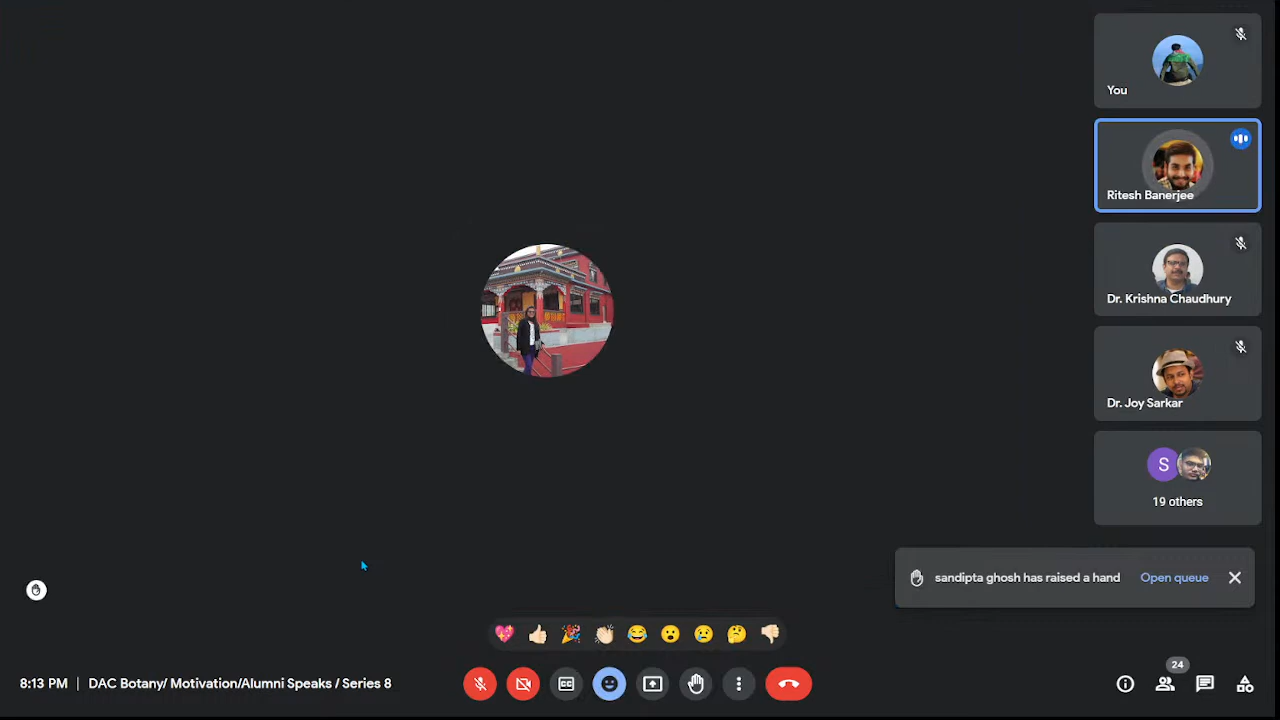 You
Ritesh Banerjee
Dr. Krishna Chaudhury
Dr. Joy Sarkar
S
19 others
sandipta ghosh has raised a hand Open queue
8:13 PM | DAC Botany/ Motivation/Alumni Speaks / Series 8
CC
24